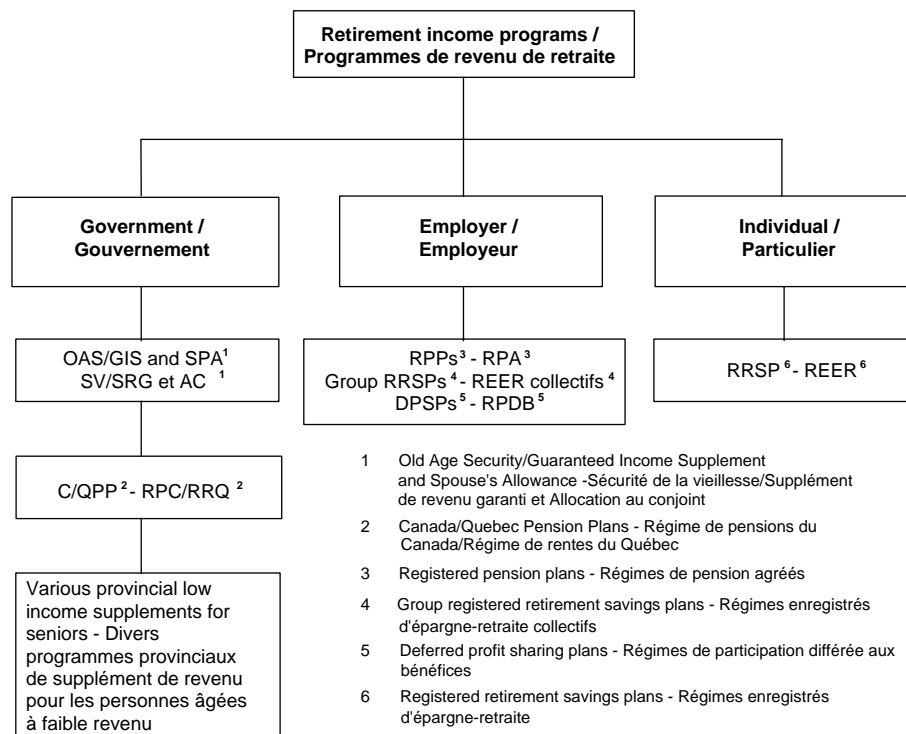 Retirement income programs /
Programmes de revenu de retraite
Government /
Gouvernement
Employer /
Employeur
Individual /
Particulier
OAS/GIS and SPA¹
SV/SRG et AC ¹
RPPs³ - RPA³
Group RRSPs⁴ - REER collectifs⁴
DPSPs⁵ - RPDB⁵
RRSP⁶ - REER⁶
C/QPP² - RPC/RRQ ²
Various provincial low
income supplements for
seniors - Divers
programmes provinciaux
de supplément de revenu
pour les personnes âgées
à faible revenu
1 Old Age Security/Guaranteed Income Supplement
and Spouse's Allowance -Sécurité de la vieillesse/Supplément
de revenu garanti et Allocation au conjoint
2 Canada/Quebec Pension Plans - Régime de pensions du
Canada/Régime de rentes du Québec
3 Registered pension plans - Régimes de pension agréés
4 Group registered retirement savings plans - Régimes enregistrés
d'épargne-retraite collectifs
5 Deferred profit sharing plans - Régimes de participation différée aux
bénéfices
6 Registered retirement savings plans - Régimes enregistrés
d'épargne-retraite